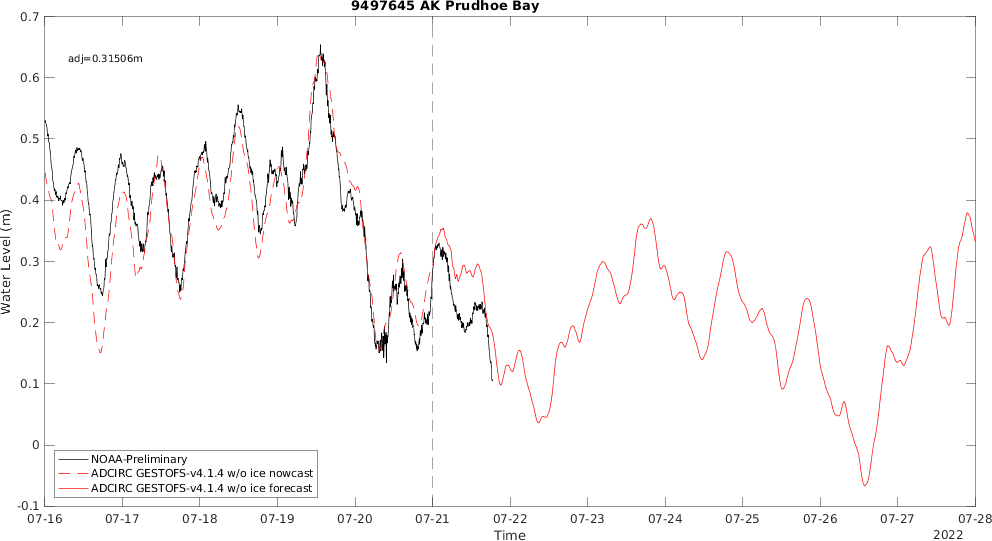 9497645 AK Prudhoe Bay
adj=0.31506m
0.7
0.6
0.5
0.4
0.3
0.2
0.1
0
-0.1
Water Level (m)
NOAA-Preliminary
ADCIRC GESTOFS-v4.1.4 w/o ice nowcast
ADCIRC GESTOFS-v4.1.4 w/o ice forecast
07-16 07-17 07-18 07-19 07-20 07-21 07-22 07-23 07-24 07-25 07-26 07-27 07-28
Time
2022